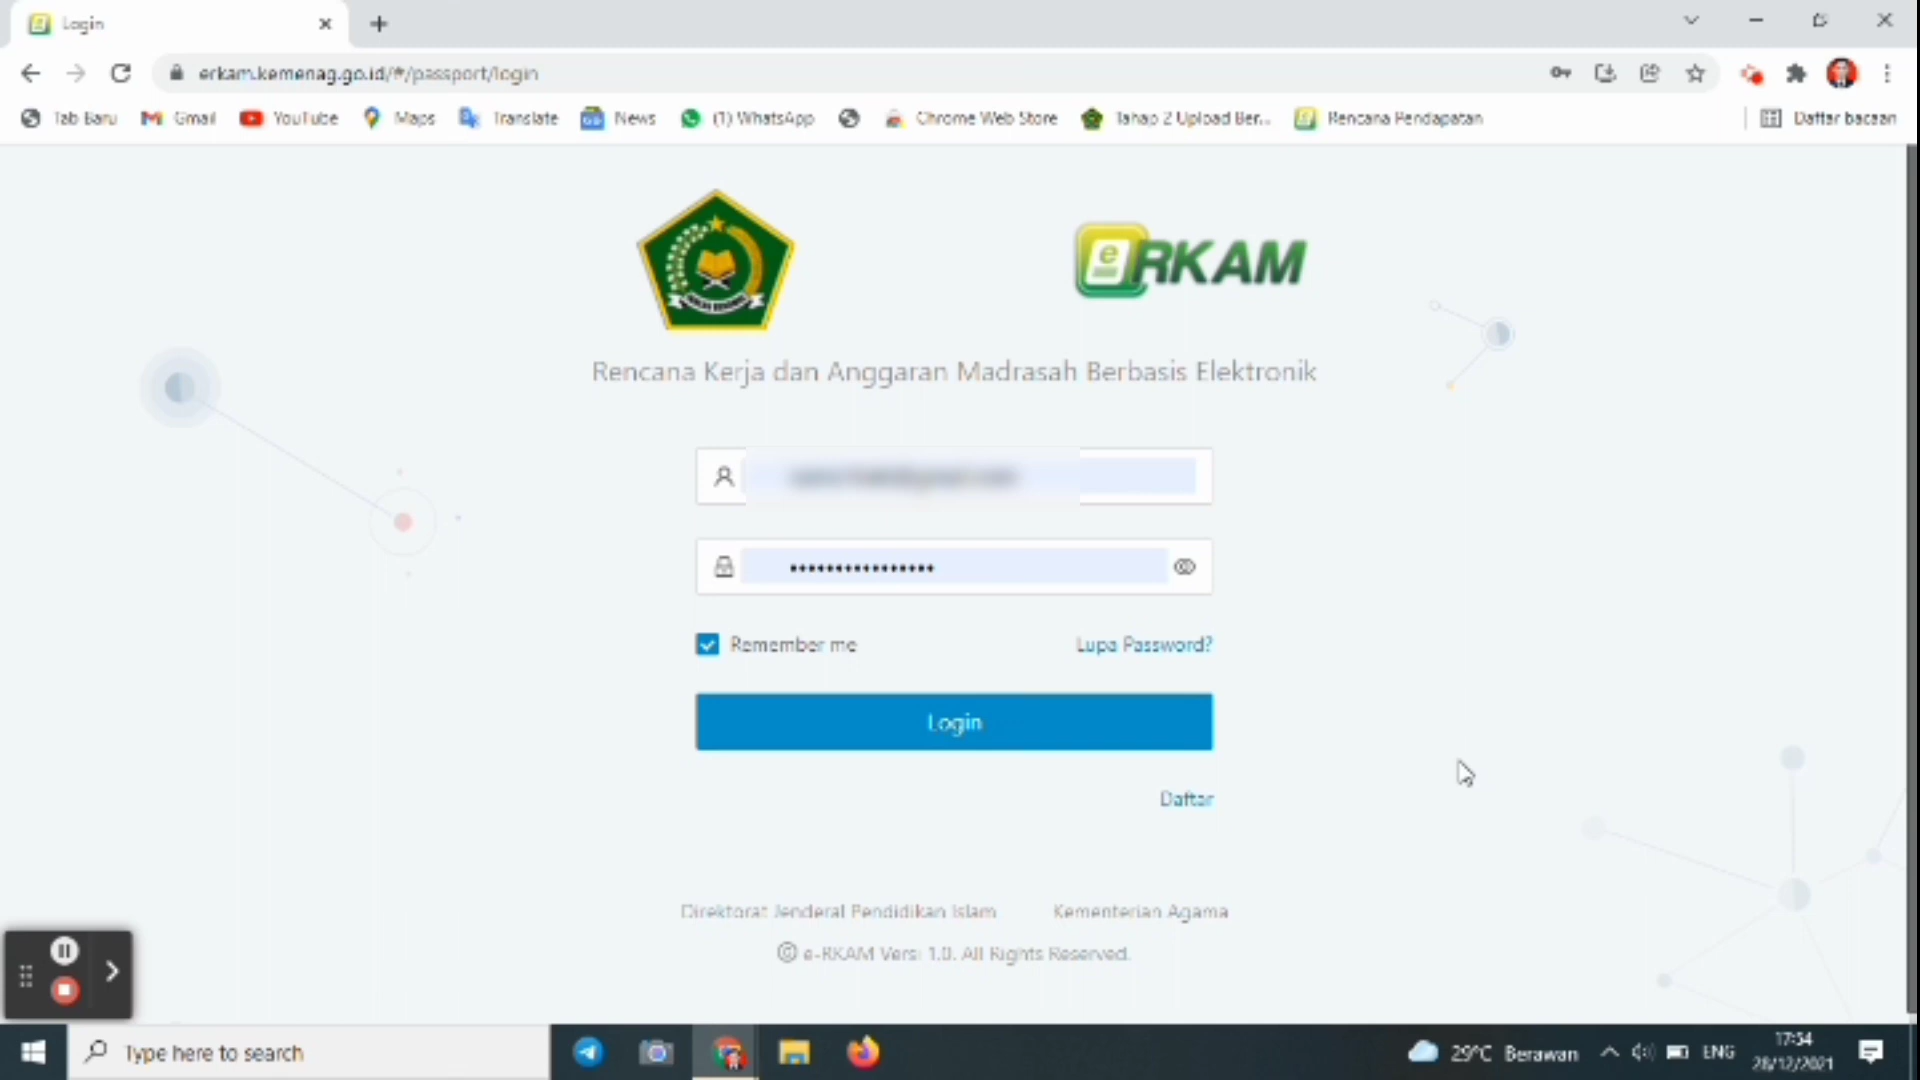 Login
erkam.kemenag.go.id/#/passport/login
Tab Baru
Gmail
YouTube
Maps
Translate
News
(1) WhatsApp
Chrome Web Store
Tahap 2 Upload Ber...
Rencana Pendapatan
Daftar bacaan
eRKAM
Rencana Kerja dan Anggaran Madrasah Berbasis Elektronik
••••••••••••••••
Remember me
Lupa Password?
Login
Daftar
Direktorat Jenderal Pendidikan Islam
Kementerian Agama
© e-RKAM Versi 1.0. All Rights Reserved.
Type here to search
29°C Berawan
ENG
17:54
28/12/2021